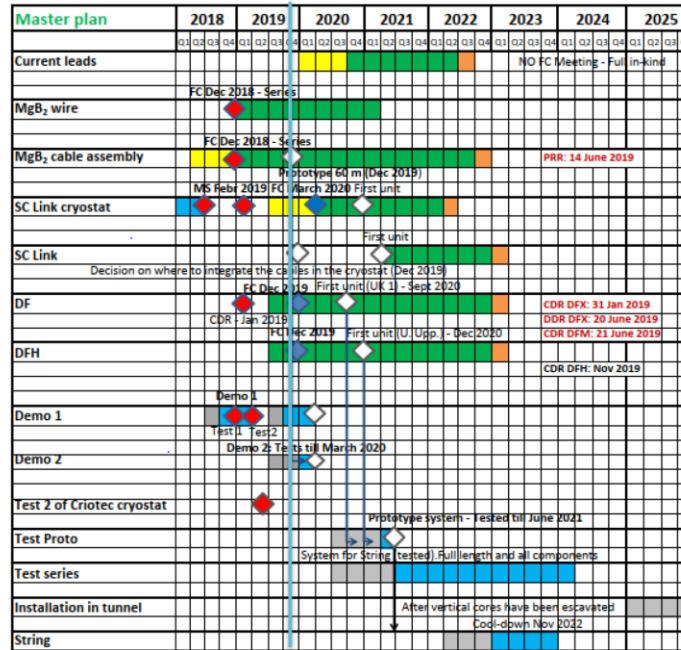 Master plan 2018 2019 2020 2021 2022 2023 2024 2025
Q1 Q2 Q3 Q4 Q1 Q2 Q3 Q4 Q1 Q2 Q3 Q4 Q1 Q2 Q3 Q4 Q1 Q2 Q3 Q4 Q1 Q2 Q3 Q4 Q1 Q2 Q3 Q4 Q1 Q2 Q3
Current leads NO FC Meeting - Full in-kind
FC Dec 2018 - Series
MgB₂ wire
FC Dec 2018 - Series
MgB₂ cable assembly PRR: 14 June 2019
Prototype 60 m (Dec 2019)
MS Febr 2019 FC March 2020 First unit
SC Link cryostat
First unit
SC Link
Decision on where to integrate the cables in the cryostat (Dec 2019)
FC Dec 2019 First unit (UK 1) - Sept 2020
DF CDR DFX: 31 Jan 2019
CDR - Jan 2019 DDR DFX: 20 June 2019
FC Dec 2019 First unit (U. Upp.) - Dec 2020 CDR DFM: 21 June 2019
DFH
CDR DFH: Nov 2019
Demo 1
Demo 1
Test 1 Test2
Demo 2: Tests till March 2020
Demo 2
Test 2 of Criotec cryostat
Prototype system - Tested till June 2021
Test Proto
System for String (tested).Full length and all components
Test series
Installation in tunnel After vertical cores have been escavated
Cool-down Nov 2022
String